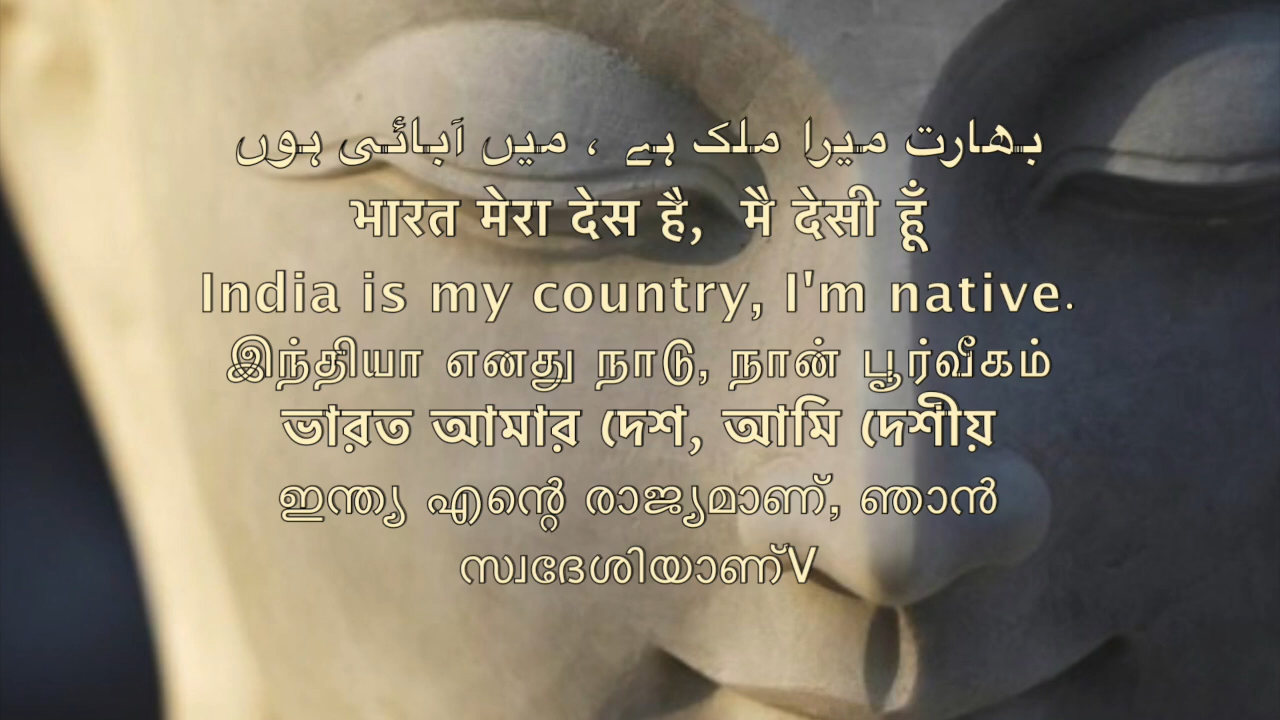 بھارت میرا ملک ہے ، میں آبائی ہوں
भारत मेरा देस है, मै देसी हूँ
India is my country, I'm native.
இந்தியா எனது நாடு, நான் பூர்வீகம்
ভারত আমার দেশ, আমি দেশীয়
ഇന്ത്യ എന്റെ രാജ്യമാണ്, ഞാൻ
സ്വദേശിയാണ്V